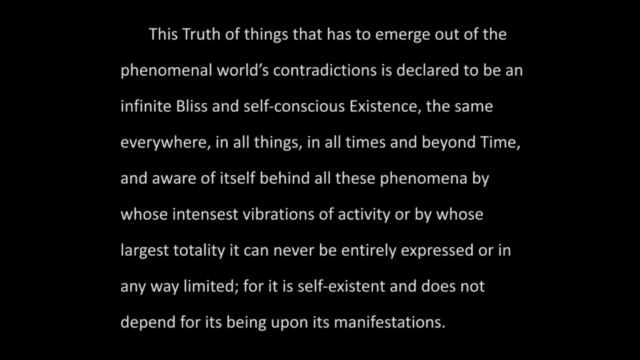 This Truth of things that has to emerge out of the
phenomenal world's contradictions is declared to be an
infinite Bliss and self-conscious Existence, the same
everywhere, in all things, in all times and beyond Time,
and aware of itself behind all these phenomena by
whose intensest vibrations of activity or by whose
largest totality it can never be entirely expressed or in
any way limited; for it is self-existent and does not
depend for its being upon its manifestations.